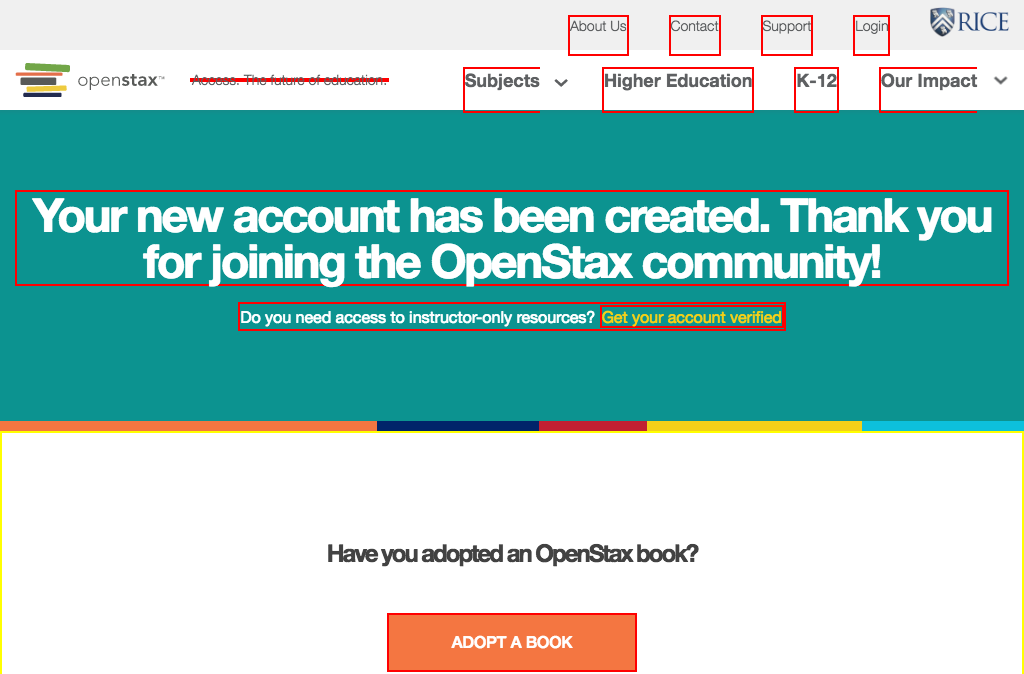 About Us Contact Support Login RICE
openstax™ Access. The future of education. Subjects Higher Education K-12 Our Impact
Your new account has been created. Thank you
for joining the OpenStax community!
Do you need access to instructor-only resources? Get your account verified
Have you adopted an OpenStax book?
ADOPT A BOOK